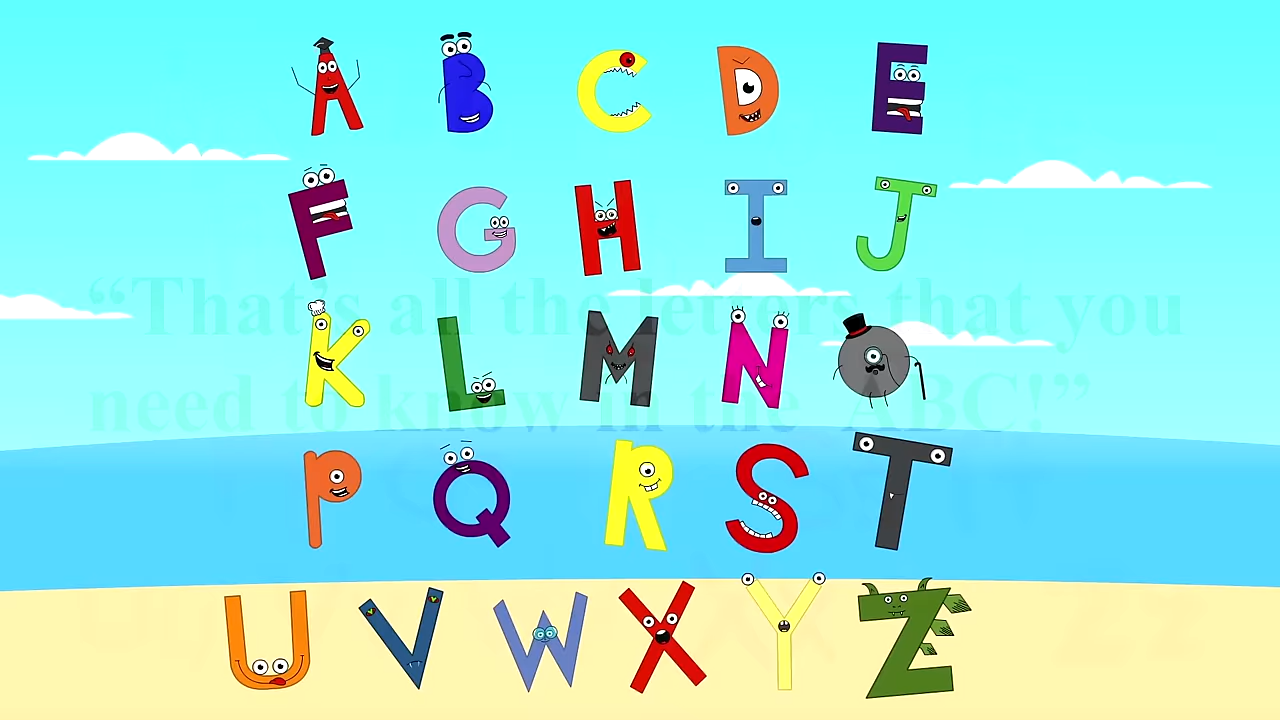 A B C D E
F G H I J
“That's all the letters that you
K L M N O
need to know in the ABC!”
P Q R S T
U V W X Y Z